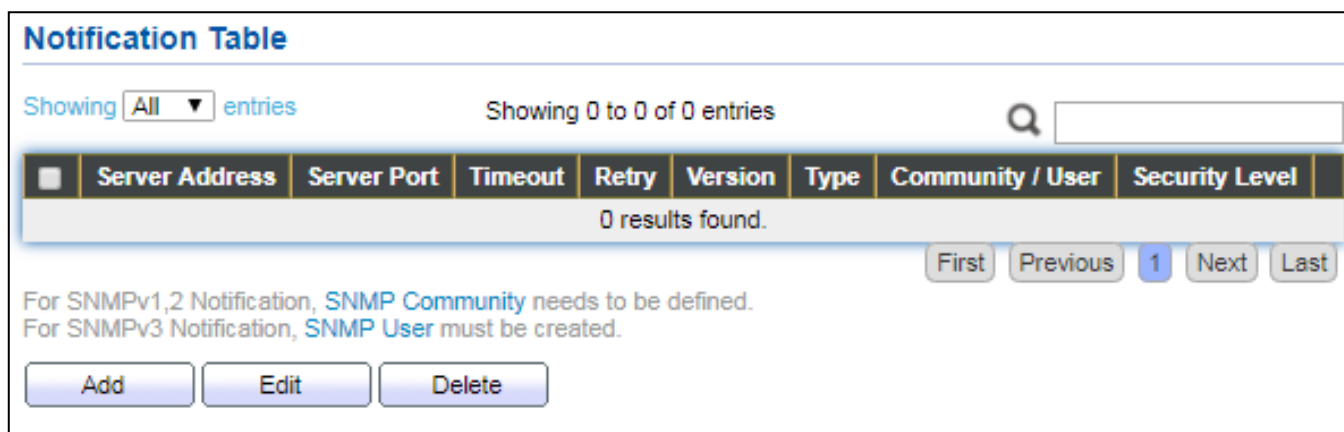 Notification Table
Showing All ▼ entries Showing 0 to 0 of 0 entries
Server Address Server Port Timeout Retry Version Type Community / User Security Level
0 results found.
First Previous 1 Next Last
For SNMPv1,2 Notification, SNMP Community needs to be defined.
For SNMPv3 Notification, SNMP User must be created.
Add Edit Delete